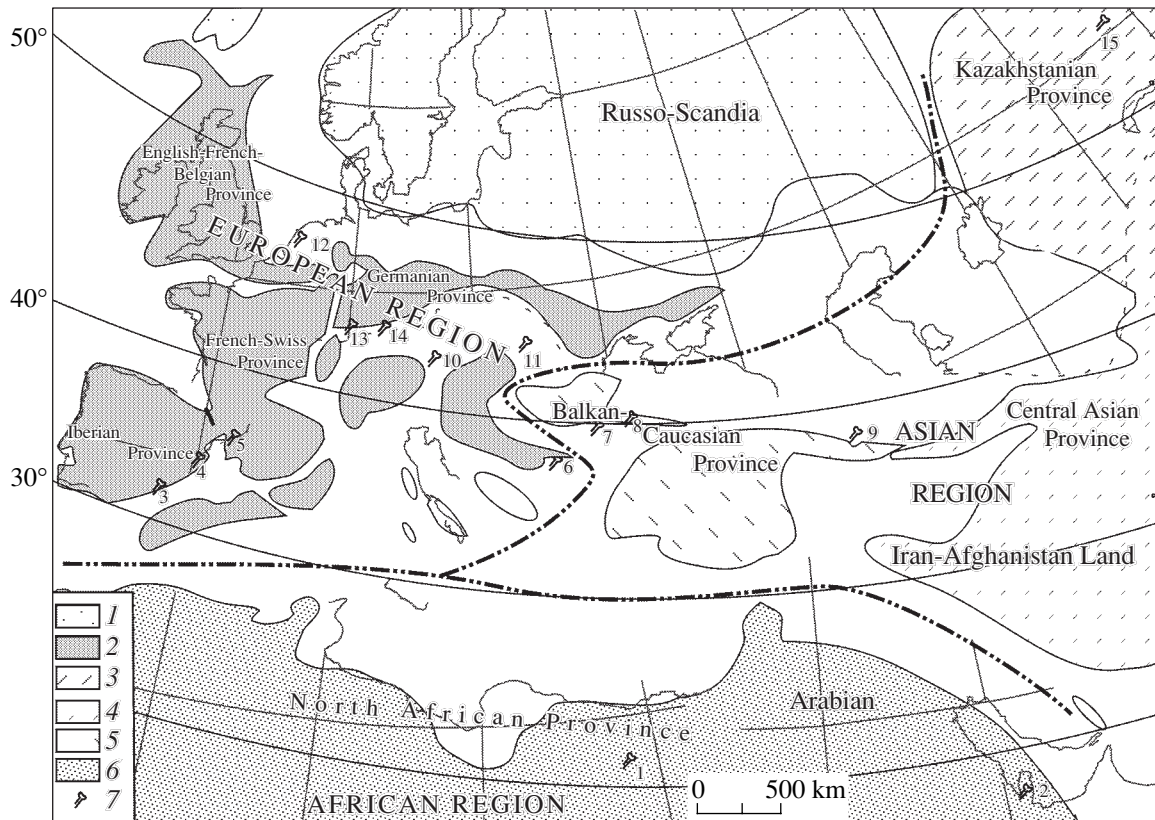 50°
15
Kazakhstanian
Province
Russo-Scandia
English-French-
Belgian
Province
12
EUROPEAN REGION
Germanian
Province
40°
French-Swiss
Province
13
14
10
11
Balkan-
Caucasian
Province
7
8
9
ASIAN
REGION
Central Asian
Province
Iberian
Province
5
4
3
6
30°
Iran-Afghanistan Land
1
2
3
4
5
6
7
North African Province
Arabian
1
2
0 500 km
AFRICAN REGION